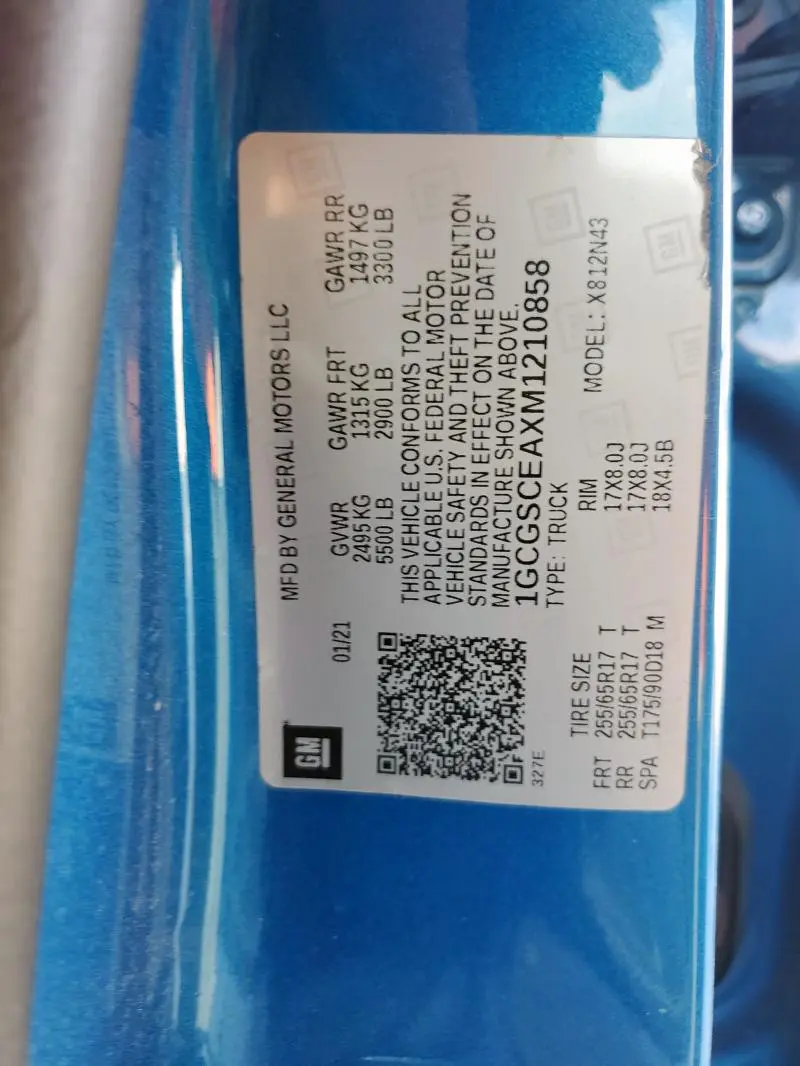 GM
MFD BY GENERAL MOTORS LLC
01/21
GVWR GAWR FRT GAWR RR
2495 KG 1315 KG 1497 KG
5500 LB 2900 LB 3300 LB
THIS VEHICLE CONFORMS TO ALL
APPLICABLE U.S. FEDERAL MOTOR
VEHICLE SAFETY AND THEFT PREVENTION
STANDARDS IN EFFECT ON THE DATE OF
MANUFACTURE SHOWN ABOVE.
1GCGSCEAXM1210858
327E
TYPE: TRUCK
TIRE SIZE RIM MODEL: X812N43
FRT 255/65R17 T 17X8.0J
RR 255/65R17 T 17X8.0J
SPA T175/90D18 M 18X4.5B